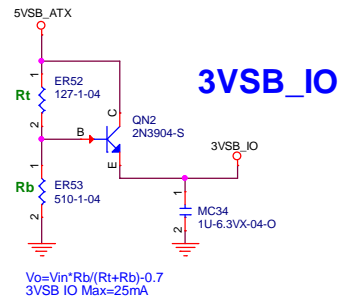 5VSB_ATX
3VSB_IO
1
ER52
Rt
127-1-04
2
C
QN2
B
2N3904-S
E
3VSB_IO
1
ER53
Rb
510-1-04
2
1
MC34
1U-6.3VX-04-O
2
Vo=Vin*Rb/(Rt+Rb)-0.7
3VSB IO Max=25mA